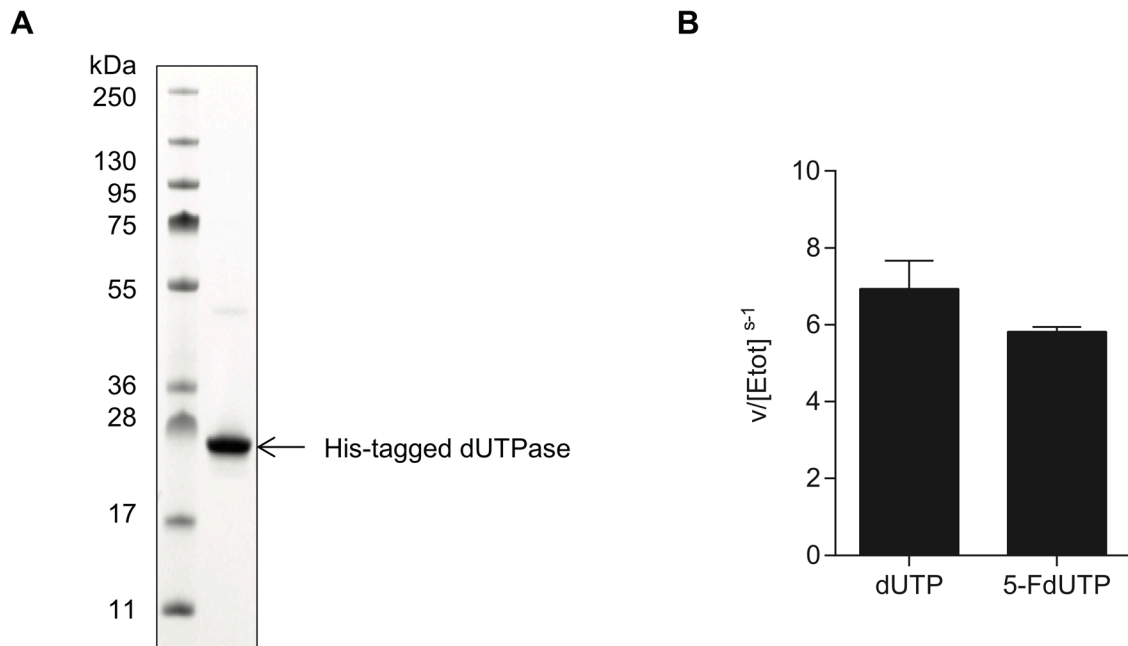 A
kDa
250
130
95
75
55
36
28
17
11
His-tagged dUTPase
B
v/[Etot] s-1
10
8
6
4
2
0
dUTP
5-FdUTP